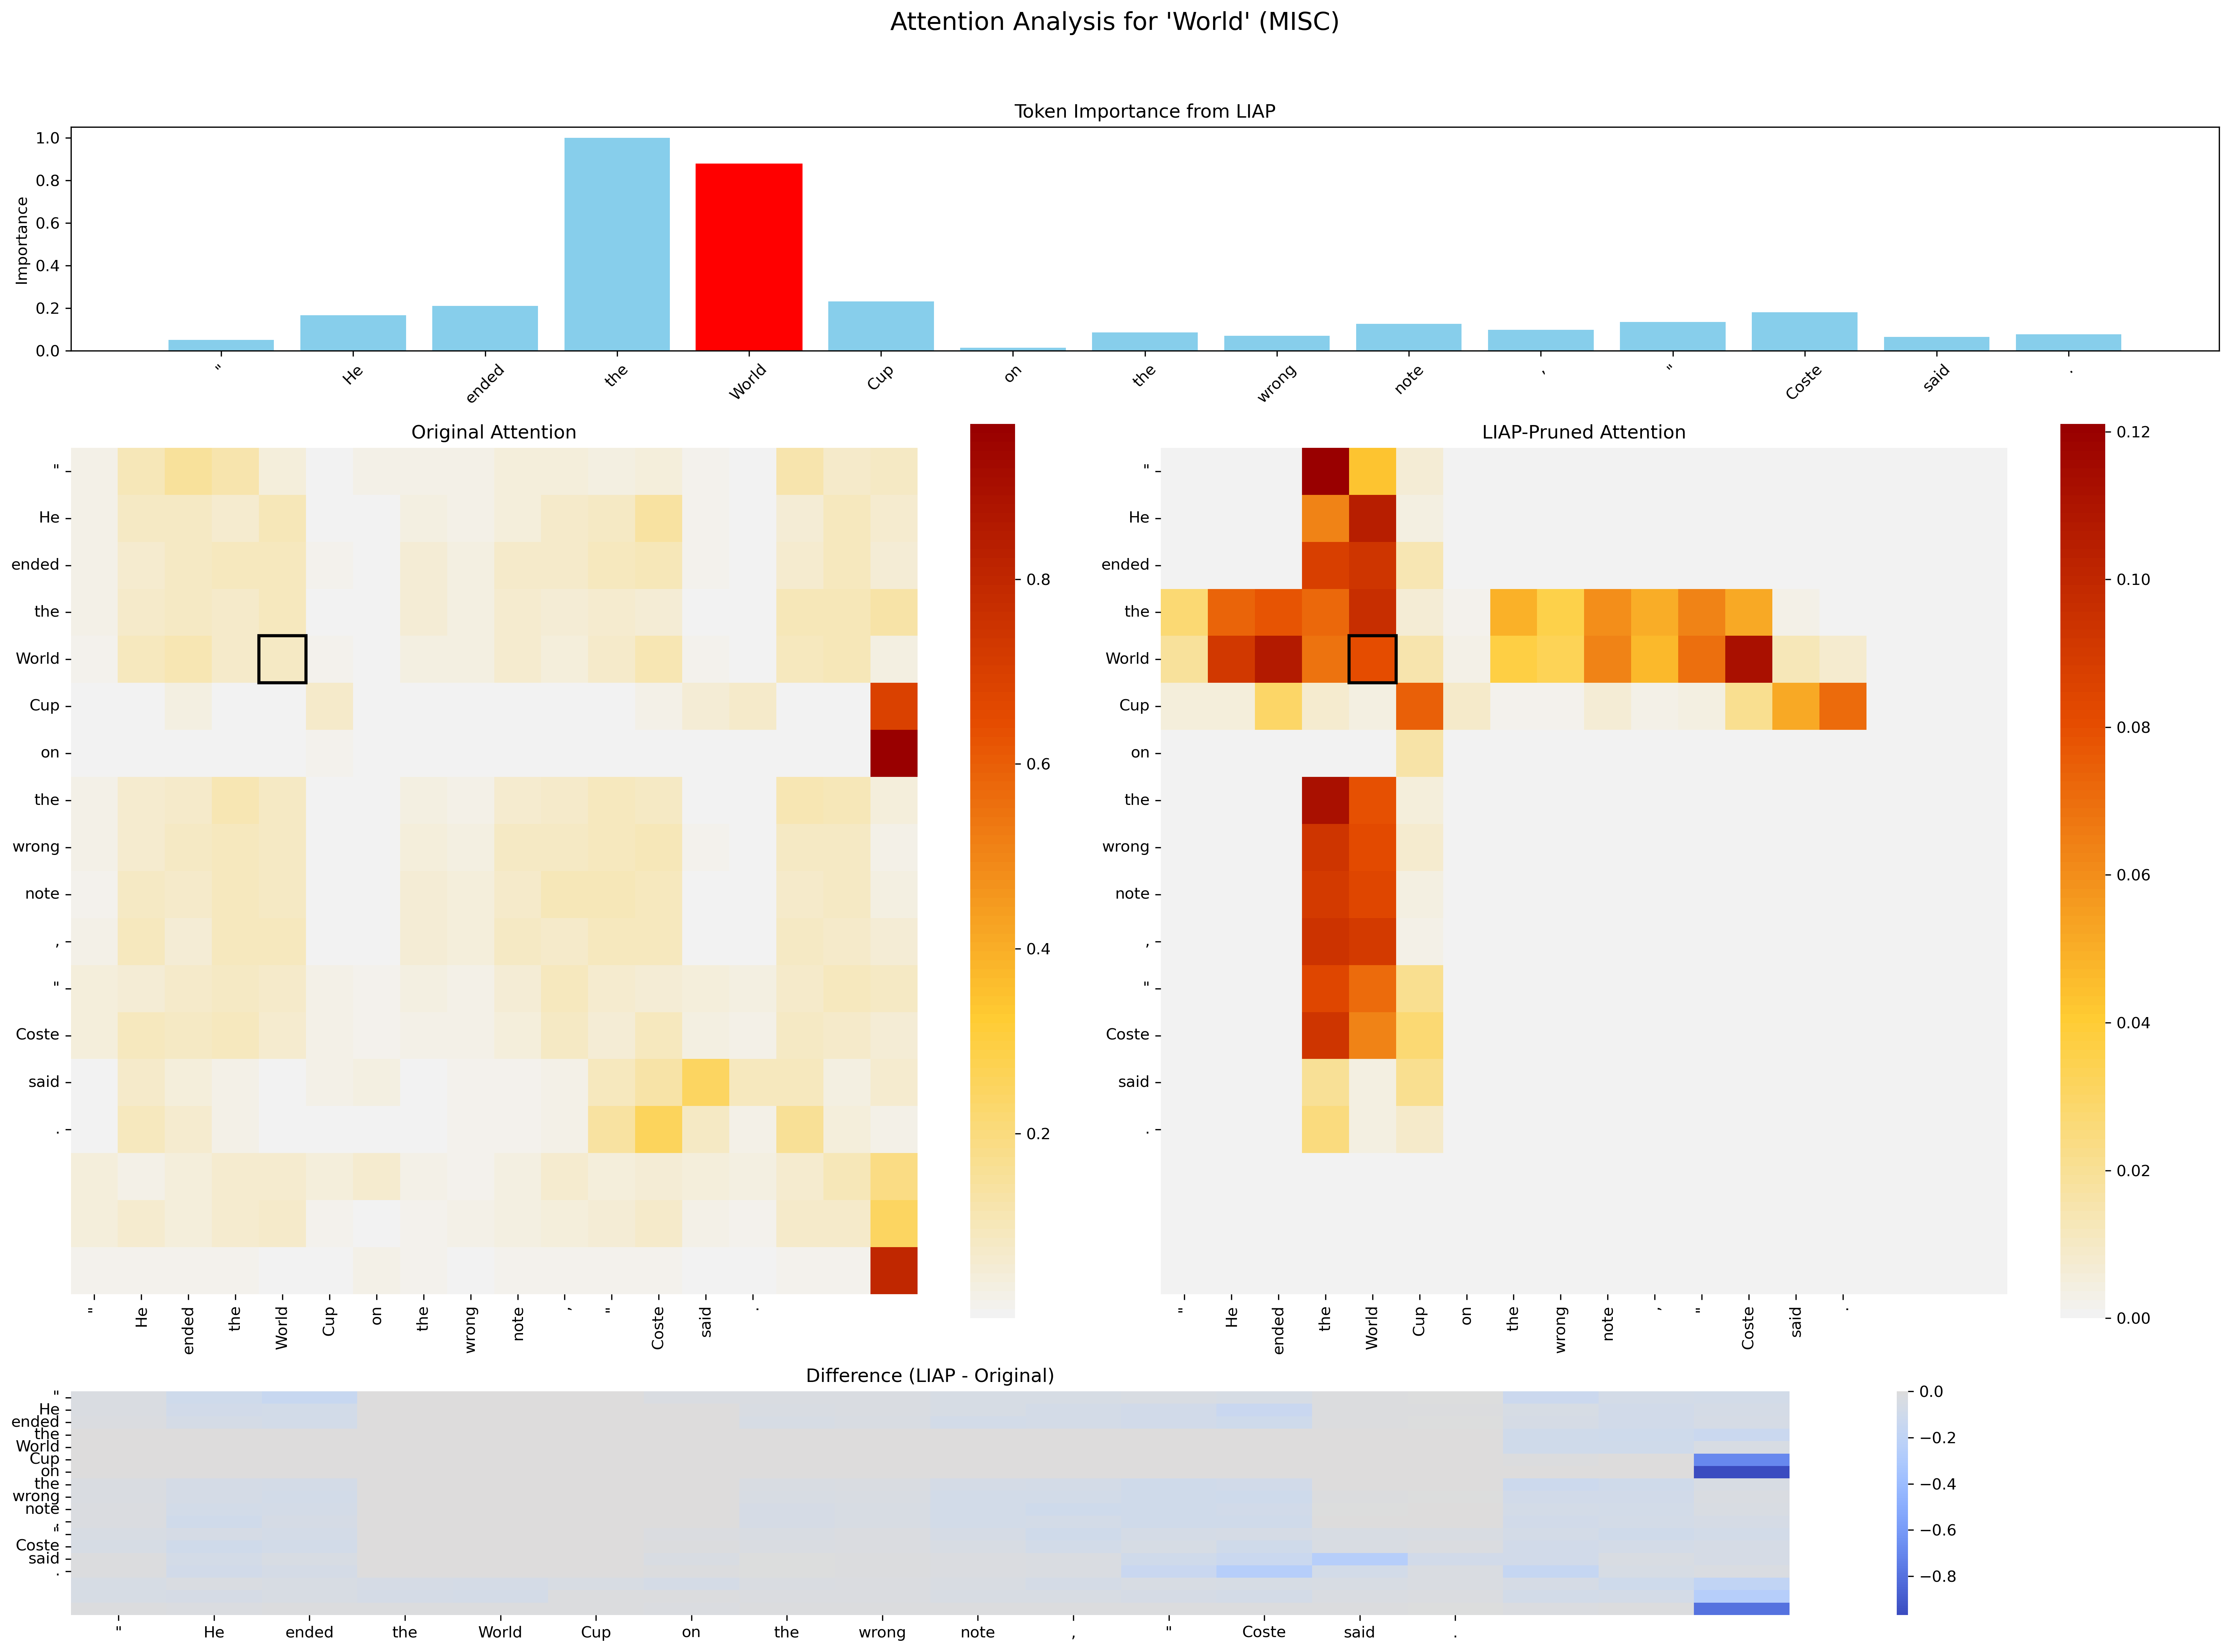 Attention Analysis for 'World' (MISC)
Token Importance from LIAP
Importance
1.0
0.8
0.6
0.4
0.2
0.0
" He ended the World Cup on the wrong note , " Coste said .
Original Attention
"
He
ended
the
World
Cup
on
the
wrong
note
,
"
Coste
said
.
" He ended the World Cup on the wrong note , " Coste said .
0.8
0.6
0.4
0.2
LIAP-Pruned Attention
"
He
ended
the
World
Cup
on
the
wrong
note
,
"
Coste
said
.
" He ended the World Cup on the wrong note , " Coste said .
0.12
0.10
0.08
0.06
0.04
0.02
0.00
Difference (LIAP - Original)
"
He
ended
the
World
Cup
on
the
wrong
note
,
"
Coste
said
.
" He ended the World Cup on the wrong note , " Coste said .
0.0
−0.2
−0.4
−0.6
−0.8